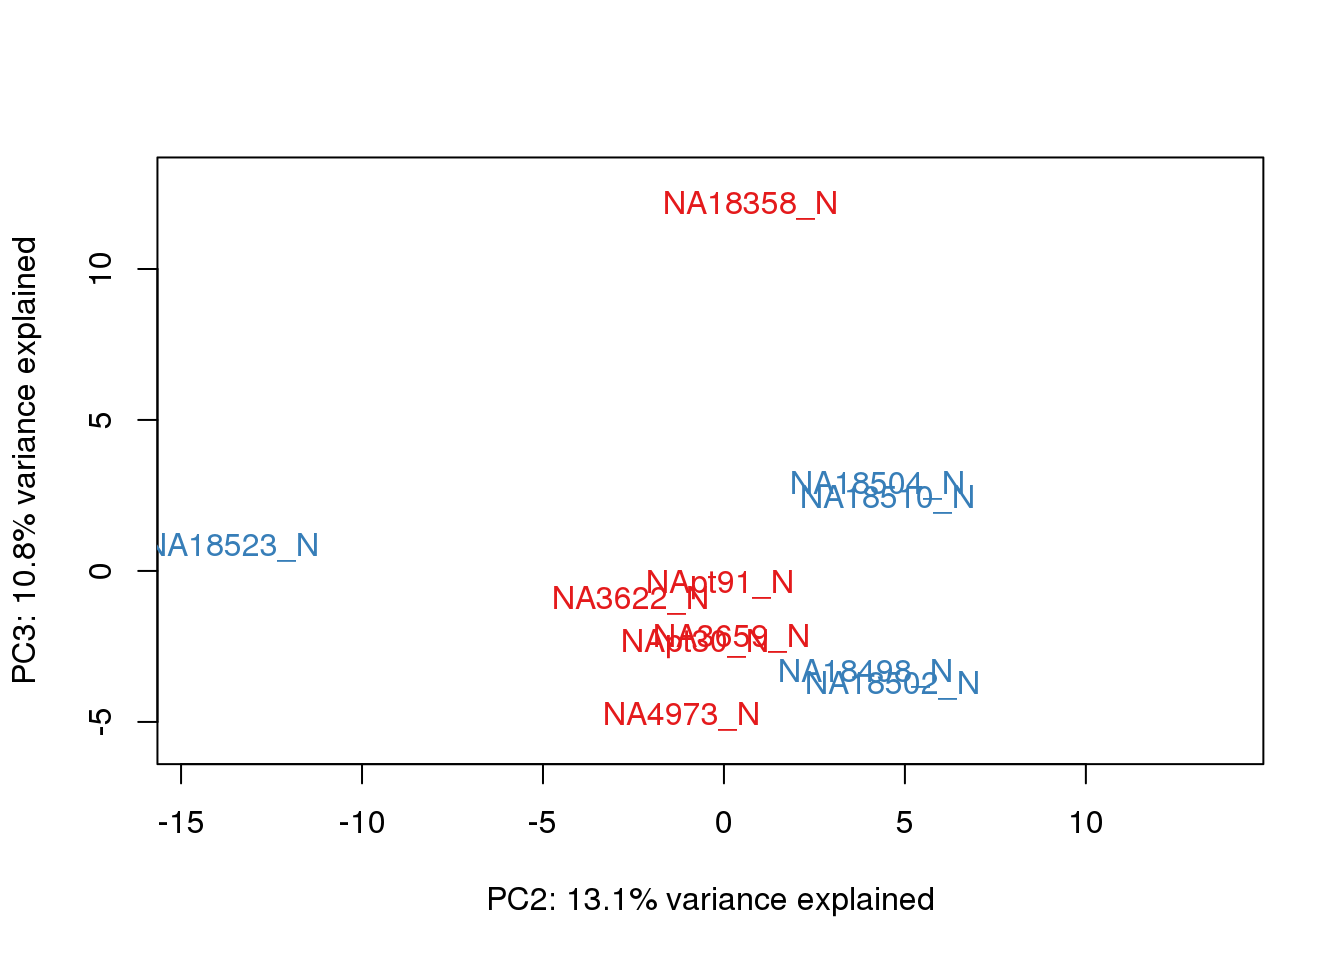 NA18358_N
NA18504_N
NA18510_N
NA18523_N
NApt91_N
NA3622_N
NA3659_N
NApt30_N
NA18498_N
NA18502_N
NA4973_N
10
5
0
-5
-15
-10
-5
0
5
10
PC3: 10.8% variance explained
PC2: 13.1% variance explained